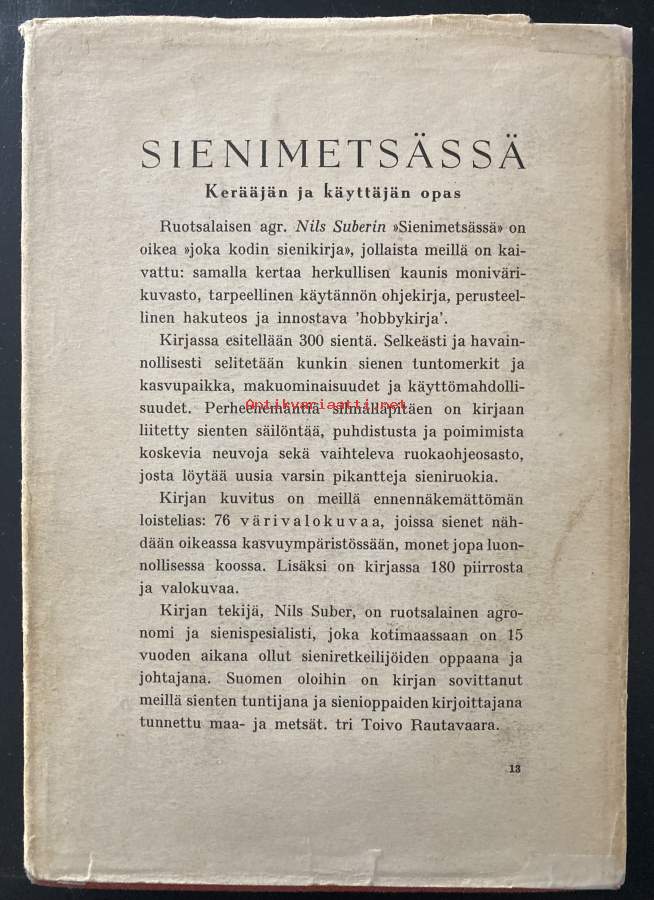 SIENIMETSÄSSÄ
Kerääjän ja käyttäjän opas
Ruotsalaisen agr. Nils Suberin »Sienimetsässä» on
oikea »joka kodin sienikirja», jollaista meillä on kai-
vattu: samalla kertaa herkullisen kaunis moniväri-
kuvasto, tarpeellinen käytännön ohjekirja, perusteel-
linen hakuteos ja innostava 'hobbykirja'.
Kirjassa esitellään 300 sientä. Selkeästi ja havain-
nollisesti selitetään kunkin sienen tuntomerkit ja
kasvupaikka, makuominaisuudet ja käyttömahdolli-
suudet. Perheenemäntiä silmälläpitäen on kirjaan
Antikvariaatti.net
liitetty sienten säilöntää, puhdistusta ja poimimista
koskevia neuvoja sekä vaihteleva ruokaohjeosasto,
josta löytää uusia varsin pikantteja sieniruokia.
Kirjan kuvitus on meillä ennennäkemättömän
loistelias: 76 värivalokuvaa, joissa sienet näh-
dään oikeassa kasvuympäristössään, monet jopa luon-
nollisessa koossa. Lisäksi on kirjassa 180 piirrosta
ja valokuvaa.
Kirjan tekijä, Nils Suber, on ruotsalainen agro-
nomi ja sienispesialisti, joka kotimaassaan on 15
vuoden aikana ollut sieniretkeilijöiden oppaana ja
johtajana. Suomen oloihin on kirjan sovittanut
meillä sienten tuntijana ja sienioppaiden kirjoittajana
tunnettu maa- ja metsät. tri Toivo Rautavaara.
13